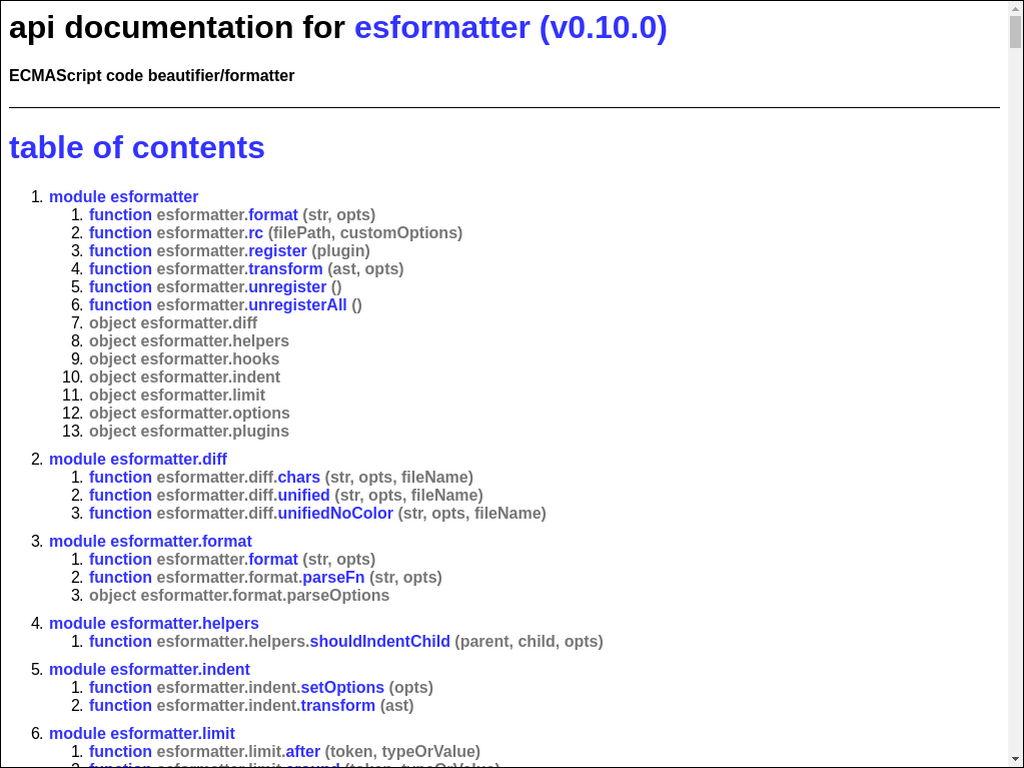 api documentation for esformatter (v0.10.0)
ECMAScript code beautifier/formatter
table of contents
1. module esformatter
1. function esformatter.format (str, opts)
2. function esformatter.rc (filePath, customOptions)
3. function esformatter.register (plugin)
4. function esformatter.transform (ast, opts)
5. function esformatter.unregister ()
6. function esformatter.unregisterAll ()
7. object esformatter.diff
8. object esformatter.helpers
9. object esformatter.hooks
10. object esformatter.indent
11. object esformatter.limit
12. object esformatter.options
13. object esformatter.plugins
2. module esformatter.diff
1. function esformatter.diff.chars (str, opts, fileName)
2. function esformatter.diff.unified (str, opts, fileName)
3. function esformatter.diff.unifiedNoColor (str, opts, fileName)
3. module esformatter.format
1. function esformatter.format (str, opts)
2. function esformatter.format.parseFn (str, opts)
3. object esformatter.format.parseOptions
4. module esformatter.helpers
1. function esformatter.helpers.shouldIndentChild (parent, child, opts)
5. module esformatter.indent
1. function esformatter.indent.setOptions (opts)
2. function esformatter.indent.transform (ast)
6. module esformatter.limit
1. function esformatter.limit.after (token, typeOrValue)
2. function esformatter.limit.around (token, typeOrValue)